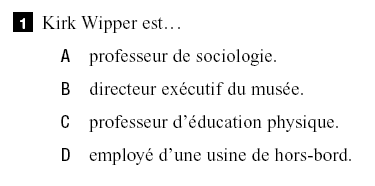 1 Kirk Wipper est…
A professeur de sociologie.
B directeur exécutif du musée.
C professeur d'éducation physique.
D employé d'une usine de hors-bord.